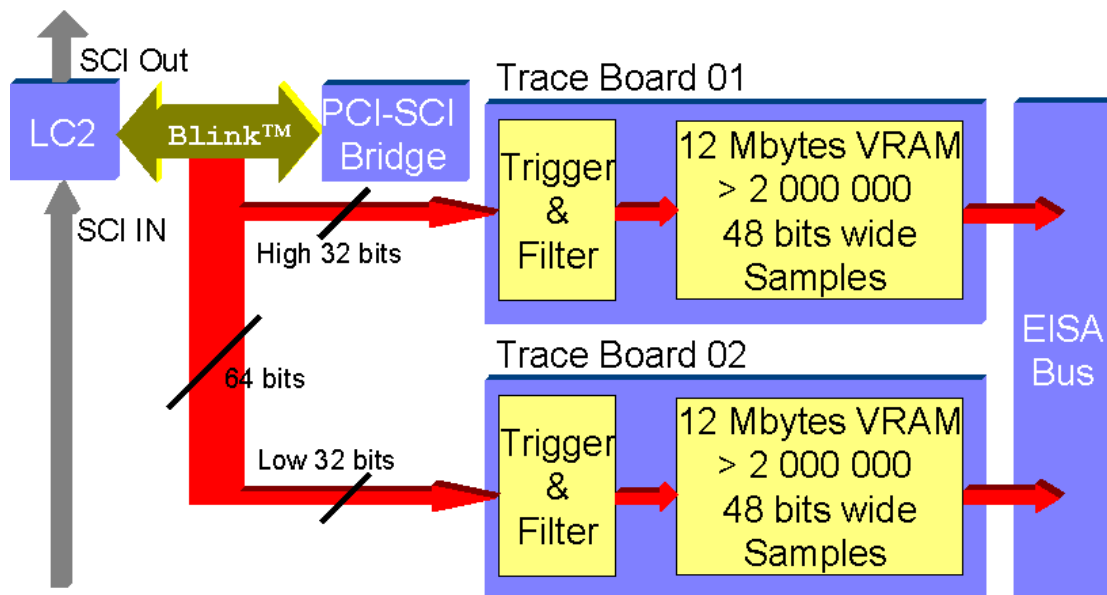 SCI Out
LC2
Blink™
PCI-SCI
Bridge
SCI IN
High 32 bits
64 bits
Low 32 bits
Trace Board 01
Trigger
&
Filter
12 Mbytes VRAM
> 2 000 000
48 bits wide
Samples
Trace Board 02
Trigger
&
Filter
12 Mbytes VRAM
> 2 000 000
48 bits wide
Samples
EISA
Bus